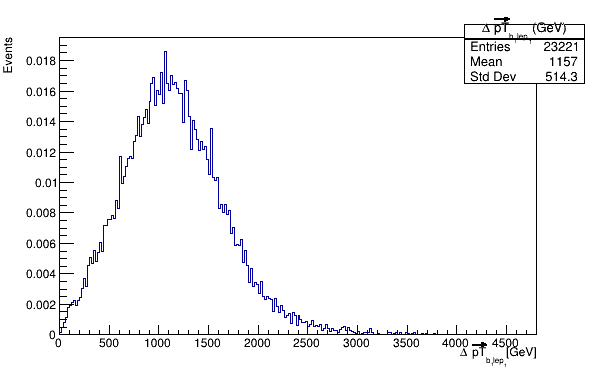 Δ pT b₁lep₁ (GeV)
Entries 23221
Mean 1157
Std Dev 514.3
Events
0.018
0.016
0.014
0.012
0.01
0.008
0.006
0.004
0.002
0
0 500 1000 1500 2000 2500 3000 3500 4000 4500
Δ pT b₁lep₁ [GeV]